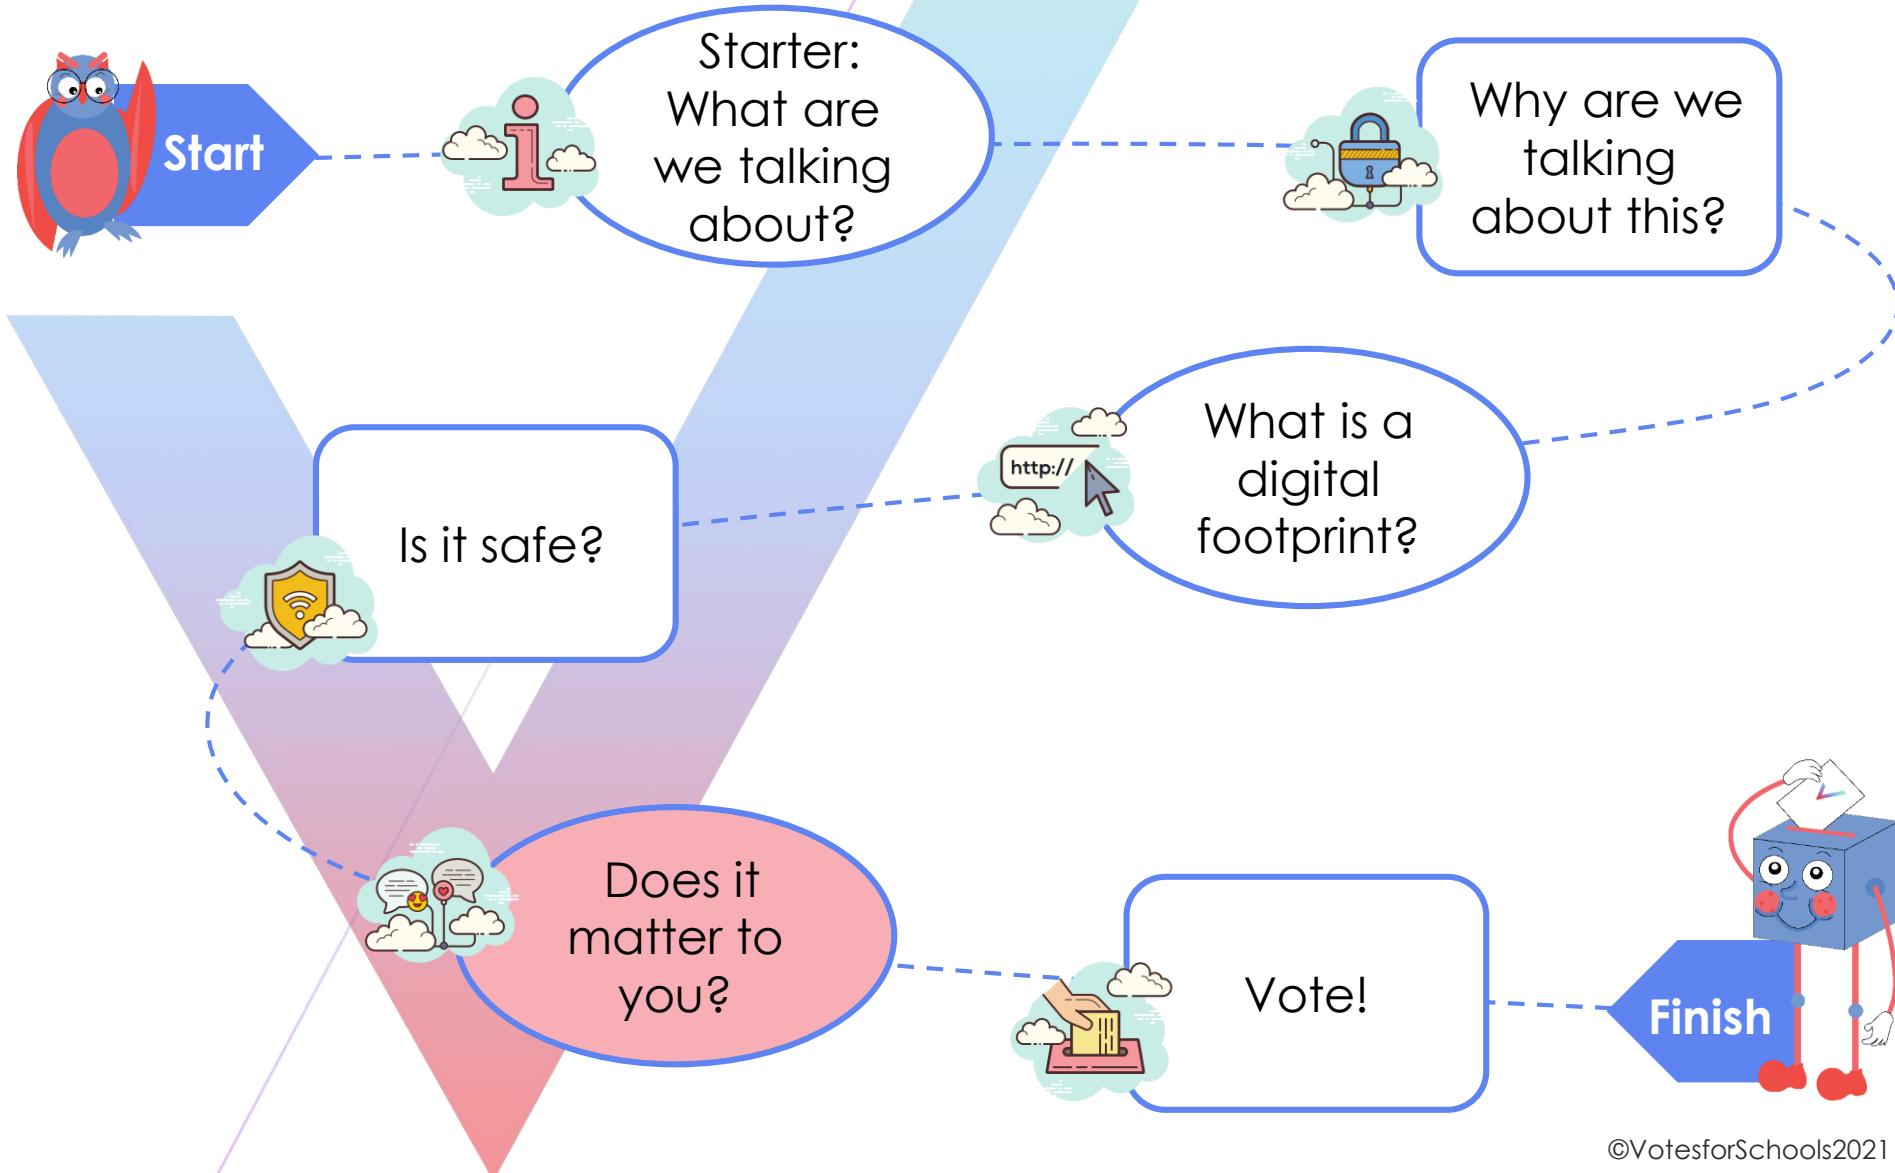 Start
Starter:
What are
we talking
about?
Why are we
talking
about this?
What is a
digital
footprint?
http://
Is it safe?
Does it
matter to
you?
Vote!
Finish
©VotesforSchools2021